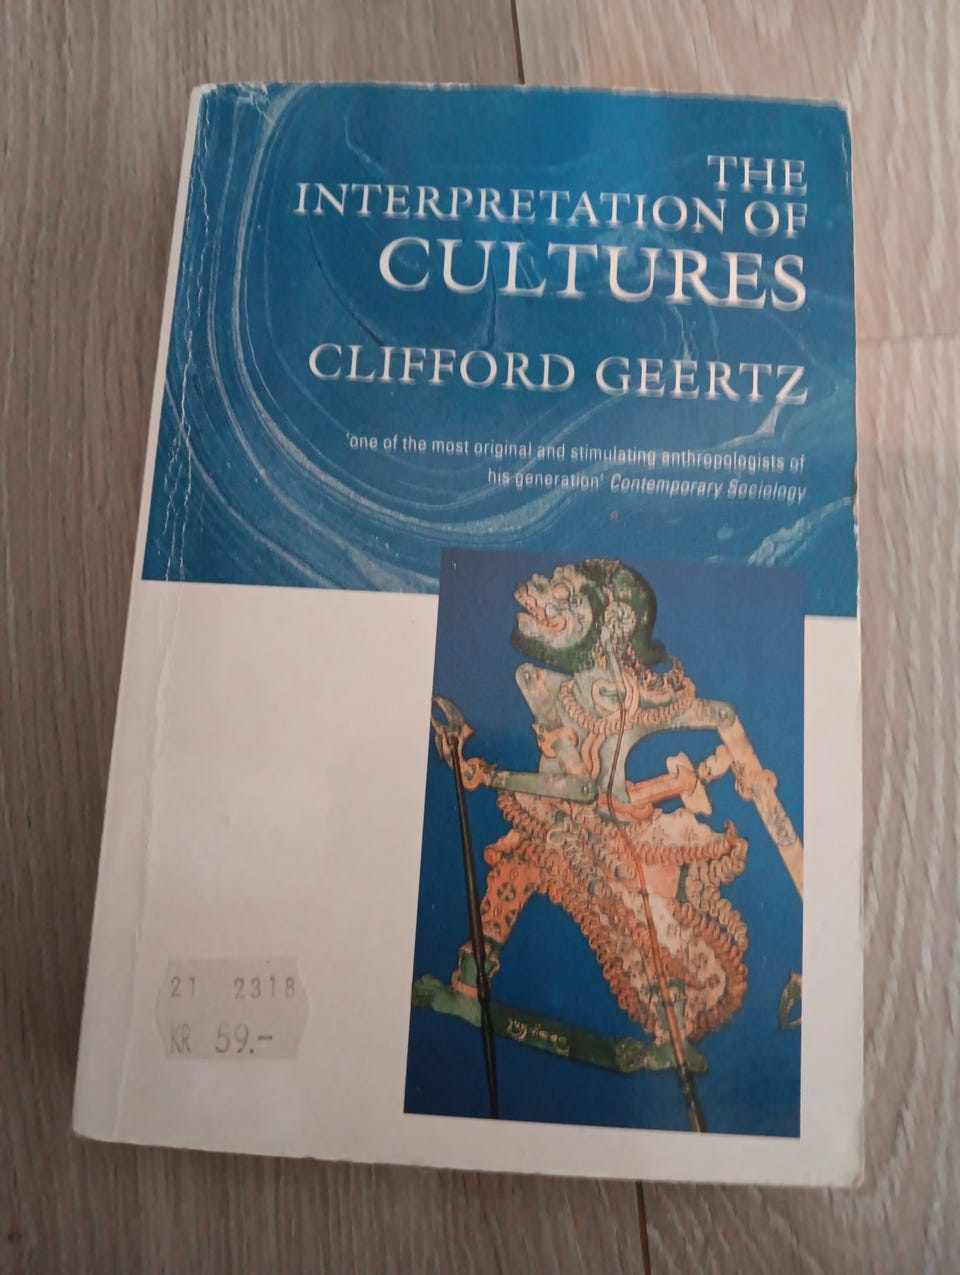 THE
INTERPRETATION OF
CULTURES
CLIFFORD GEERTZ
'one of the most original and stimulating anthropologists of
his generation' Contemporary Sociology
21 2318
KR 59.-